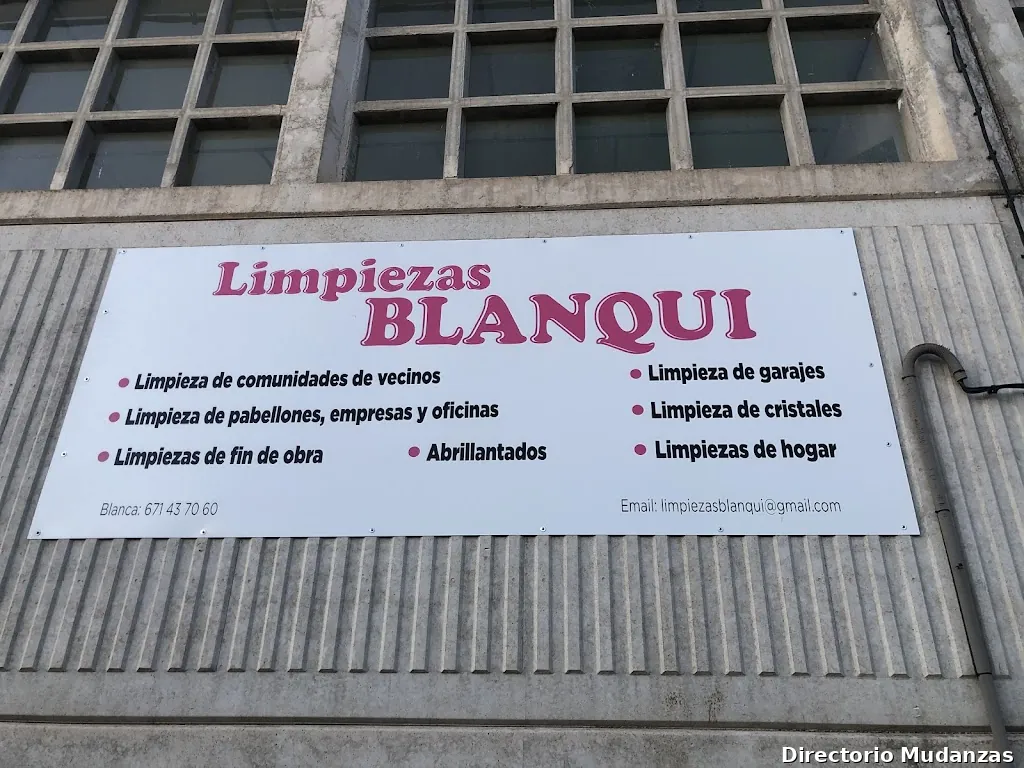 Limpiezas
BLANQUI
• Limpieza de comunidades de vecinos
• Limpieza de pabellones, empresas y oficinas
• Limpiezas de fin de obra
• Abrillantados
• Limpieza de garajes
• Limpieza de cristales
• Limpiezas de hogar
Blanca: 671 43 70 60
Email: limpiezasblanqui@gmail.com
Directorio Mudanzas